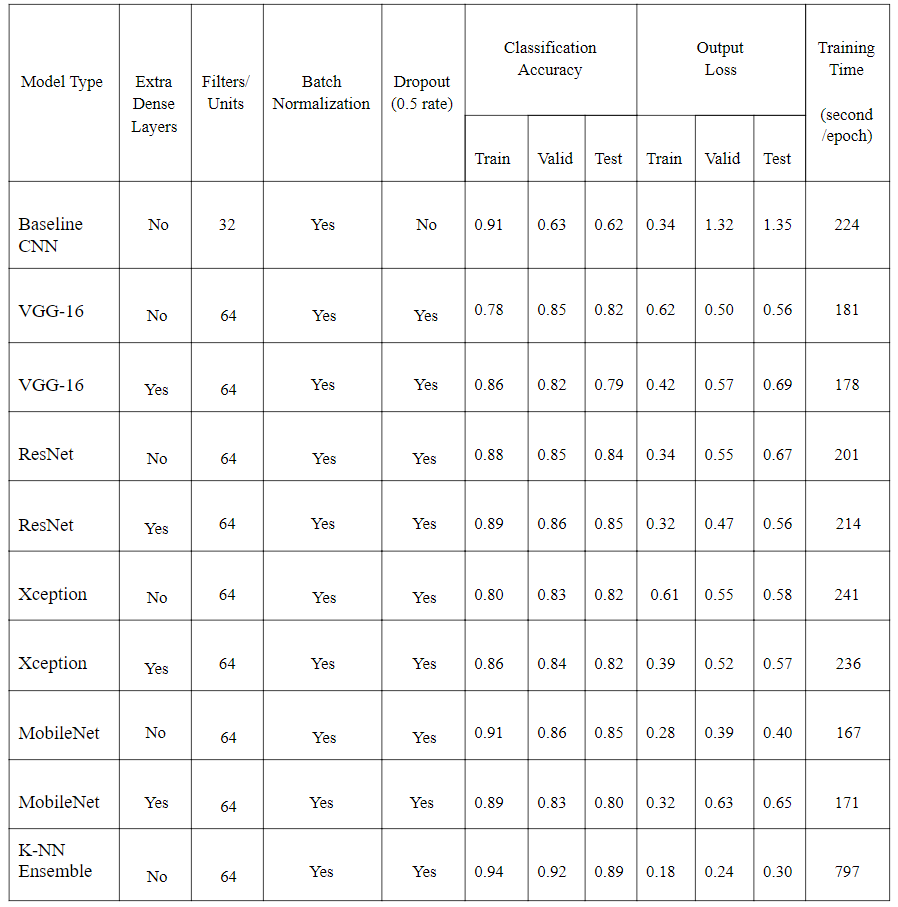 Model Type Extra Dense Layers Filters/ Units Batch Normalization Dropout (0.5 rate) Classification Accuracy Output Loss Training Time (second /epoch)
Train Valid Test Train Valid Test
Baseline CNN No 32 Yes No 0.91 0.63 0.62 0.34 1.32 1.35 224
VGG-16 No 64 Yes Yes 0.78 0.85 0.82 0.62 0.50 0.56 181
VGG-16 Yes 64 Yes Yes 0.86 0.82 0.79 0.42 0.57 0.69 178
ResNet No 64 Yes Yes 0.88 0.85 0.84 0.34 0.55 0.67 201
ResNet Yes 64 Yes Yes 0.89 0.86 0.85 0.32 0.47 0.56 214
Xception No 64 Yes Yes 0.80 0.83 0.82 0.61 0.55 0.58 241
Xception Yes 64 Yes Yes 0.86 0.84 0.82 0.39 0.52 0.57 236
MobileNet No 64 Yes Yes 0.91 0.86 0.85 0.28 0.39 0.40 167
MobileNet Yes 64 Yes Yes 0.89 0.83 0.80 0.32 0.63 0.65 171
K-NN Ensemble No 64 Yes Yes 0.94 0.92 0.89 0.18 0.24 0.30 797